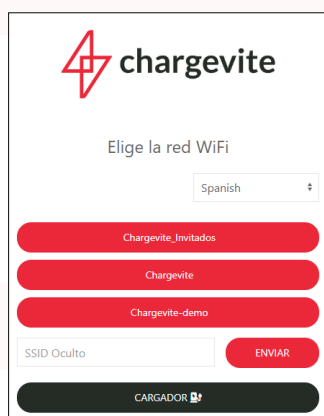 chargevite
Elige la red WiFi
Spanish
Chargevite_Invitados
Chargevite
Chargevite-demo
SSID Oculto
ENVIAR
CARGADOR